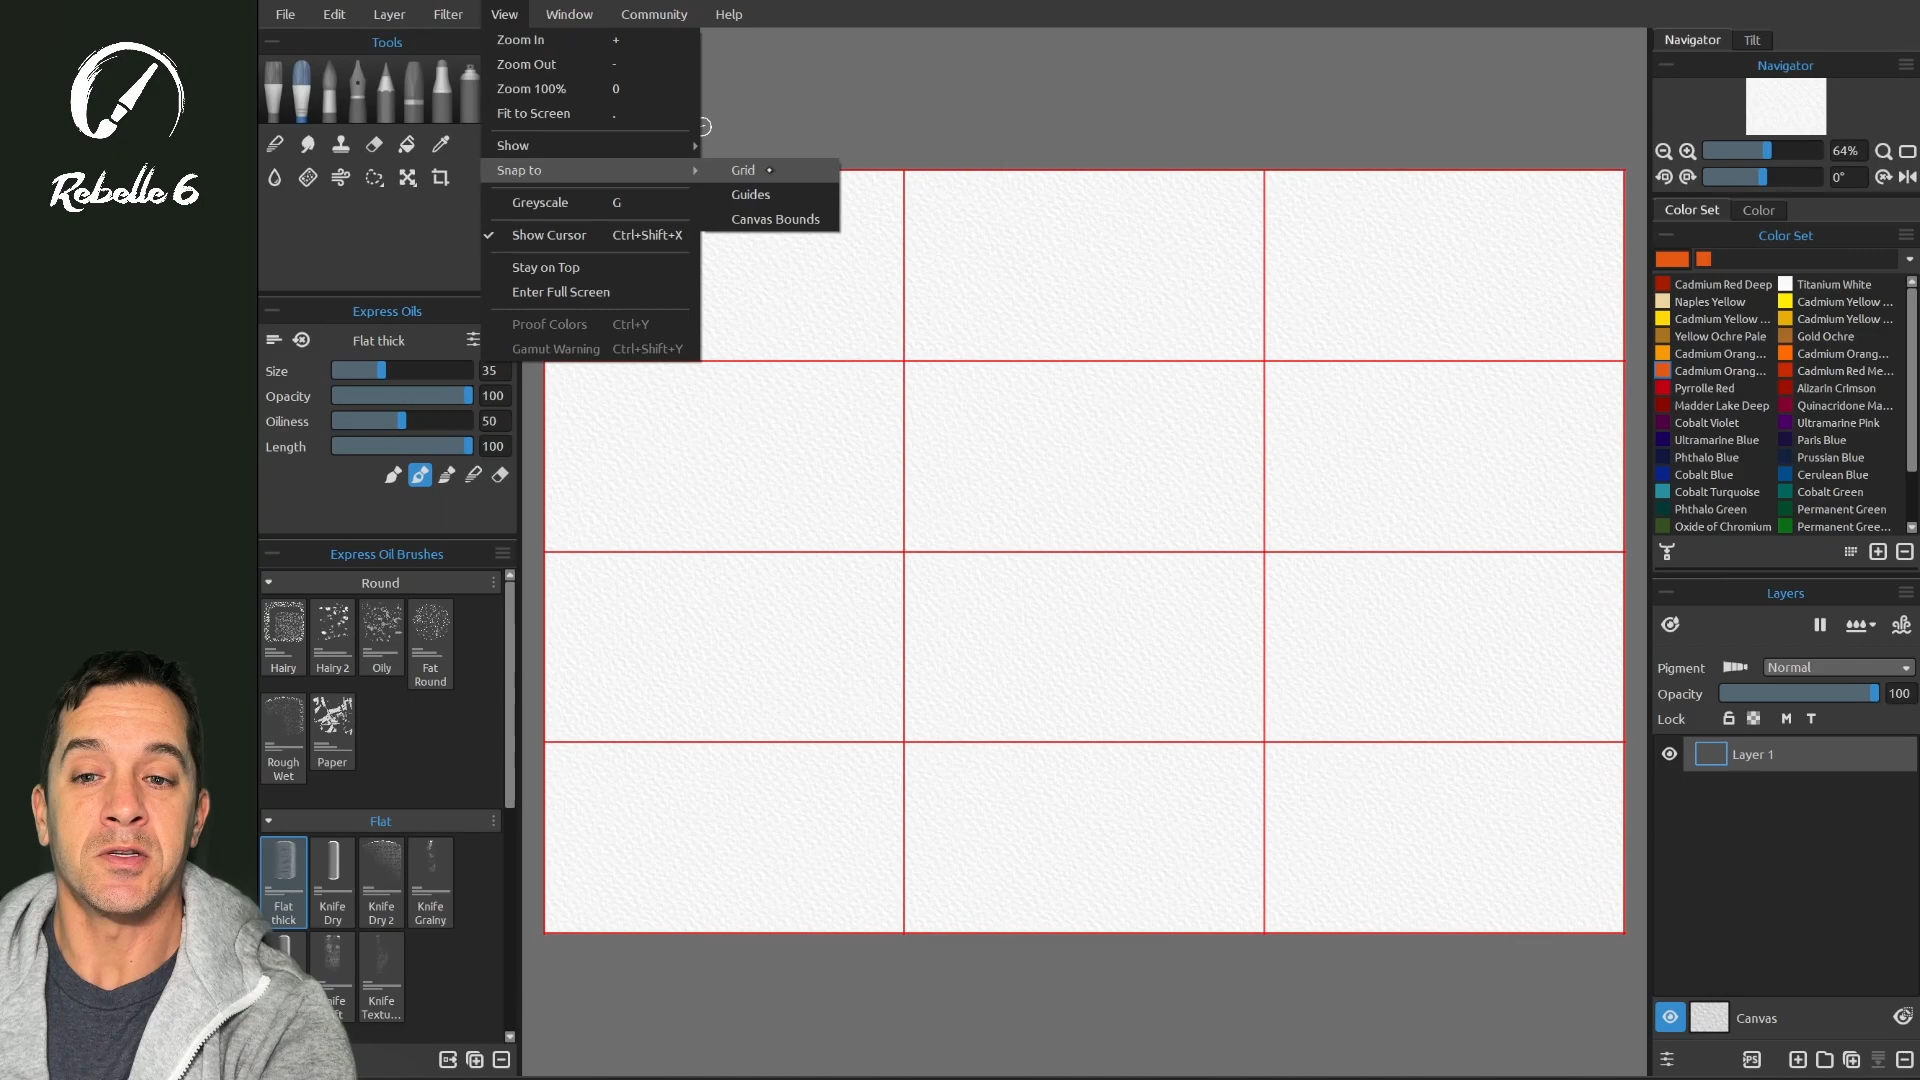 File Edit Layer Filter View Window Community Help
Rebelle 6
Tools
Zoom In +
Zoom Out -
Zoom 100% 0
Fit to Screen .
Show
Snap to
Greyscale G
Show Cursor Ctrl+Shift+X
Stay on Top
Enter Full Screen
Proof Colors Ctrl+Y
Gamut Warning Ctrl+Shift+Y
Grid
Guides
Canvas Bounds
Express Oils
Flat thick
Size 35
Opacity 100
Oiliness 50
Length 100
Express Oil Brushes
Round
Hairy
Hairy 2
Oily
Fat
Round
Rough
Wet
Paper
Flat
Flat
thick
Knife
Dry
Knife
Dry 2
Knife
Grainy
Knife
Textu...
Navigator Tilt
Navigator
64%
0°
Color Set Color
Color Set
Cadmium Red Deep Titanium White
Naples Yellow Cadmium Yellow ...
Cadmium Yellow ... Cadmium Yellow ...
Yellow Ochre Pale Gold Ochre
Cadmium Orang... Cadmium Orang...
Cadmium Orang... Cadmium Red Me...
Pyrrolle Red Alizarin Crimson
Madder Lake Deep Quinacridone Ma...
Cobalt Violet Ultramarine Pink
Ultramarine Blue Paris Blue
Phthalo Blue Prussian Blue
Cobalt Blue Cerulean Blue
Cobalt Turquoise Cobalt Green
Phthalo Green Permanent Green
Oxide of Chromium Permanent Gree...
Layers
Pigment Normal
Opacity 100
Lock M T
Layer 1
Canvas
PS